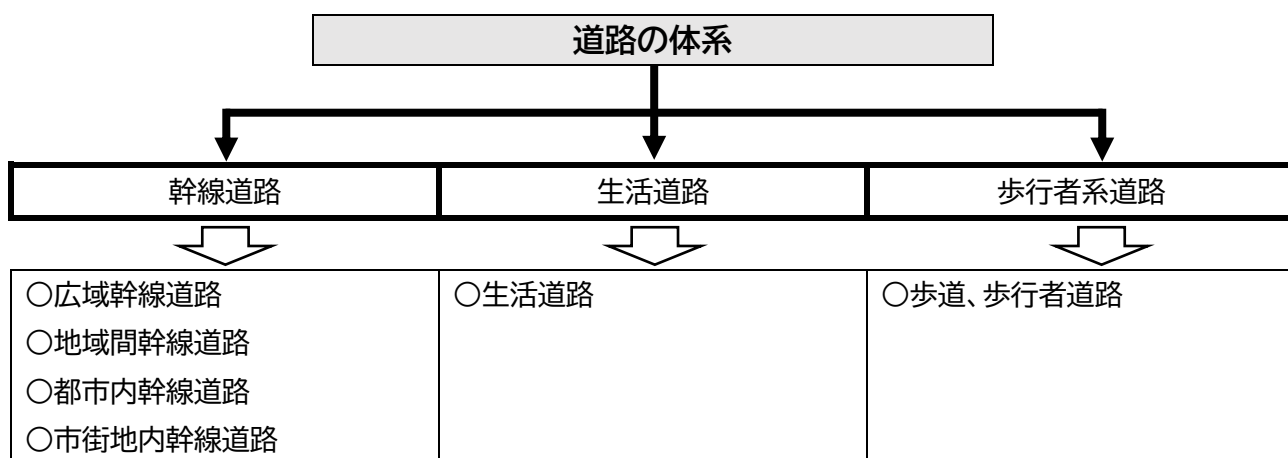 道路の体系
幹線道路
生活道路
歩行者系道路
○広域幹線道路
○地域間幹線道路
○都市内幹線道路
○市街地内幹線道路
○生活道路
○歩道、歩行者道路